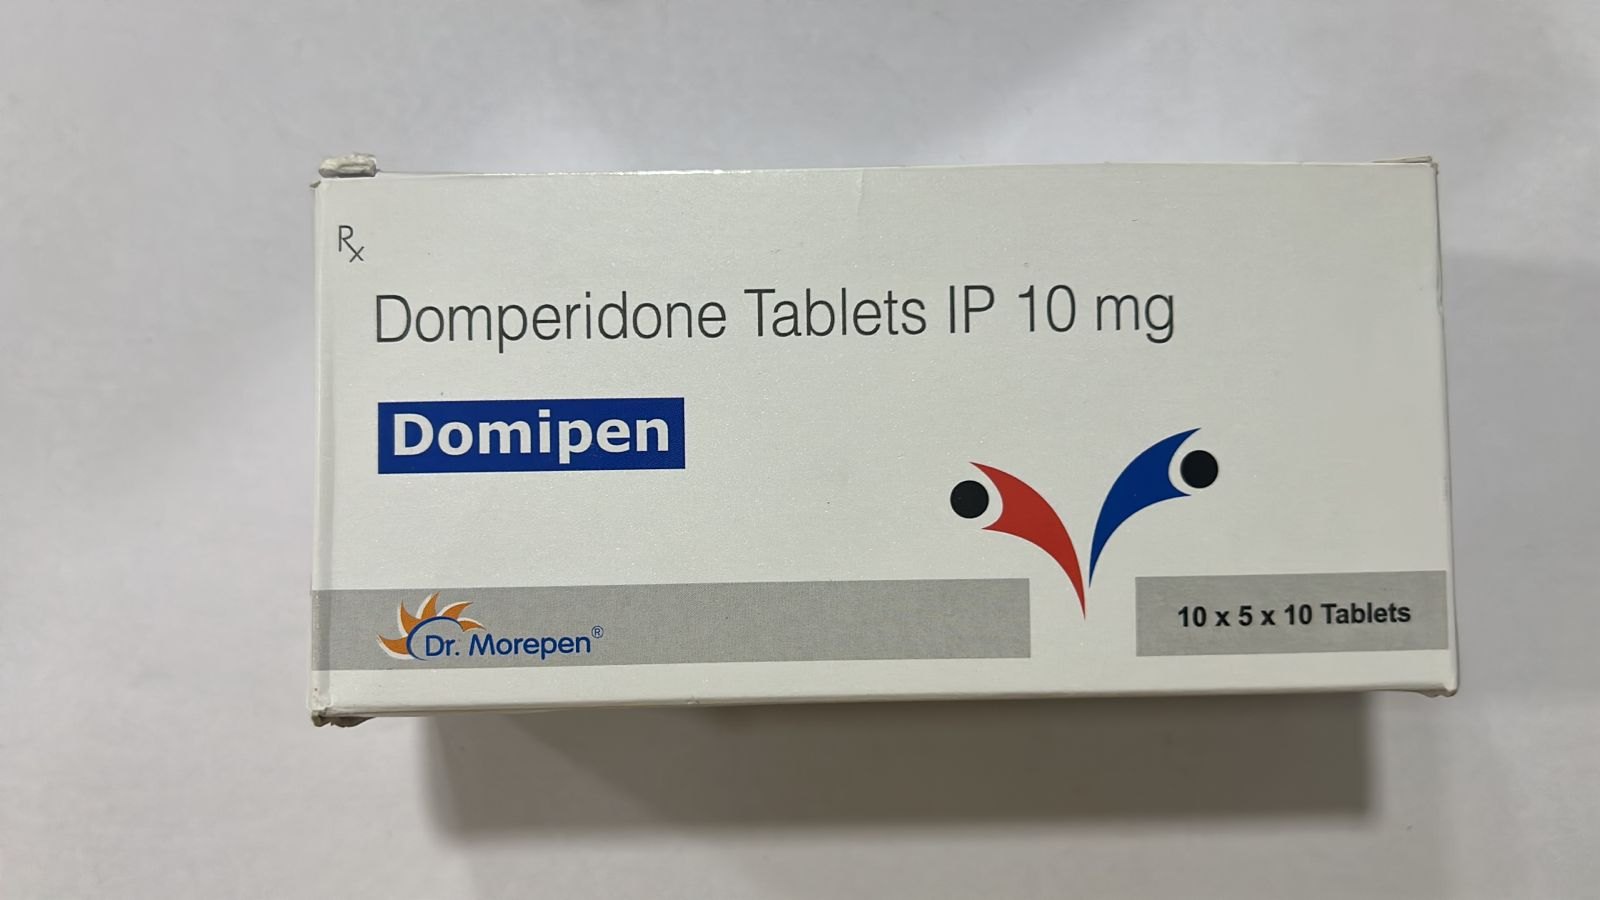 Rx
Domperidone Tablets IP 10 mg
Domipen
Dr. Morepen®
10 x 5 x 10 Tablets